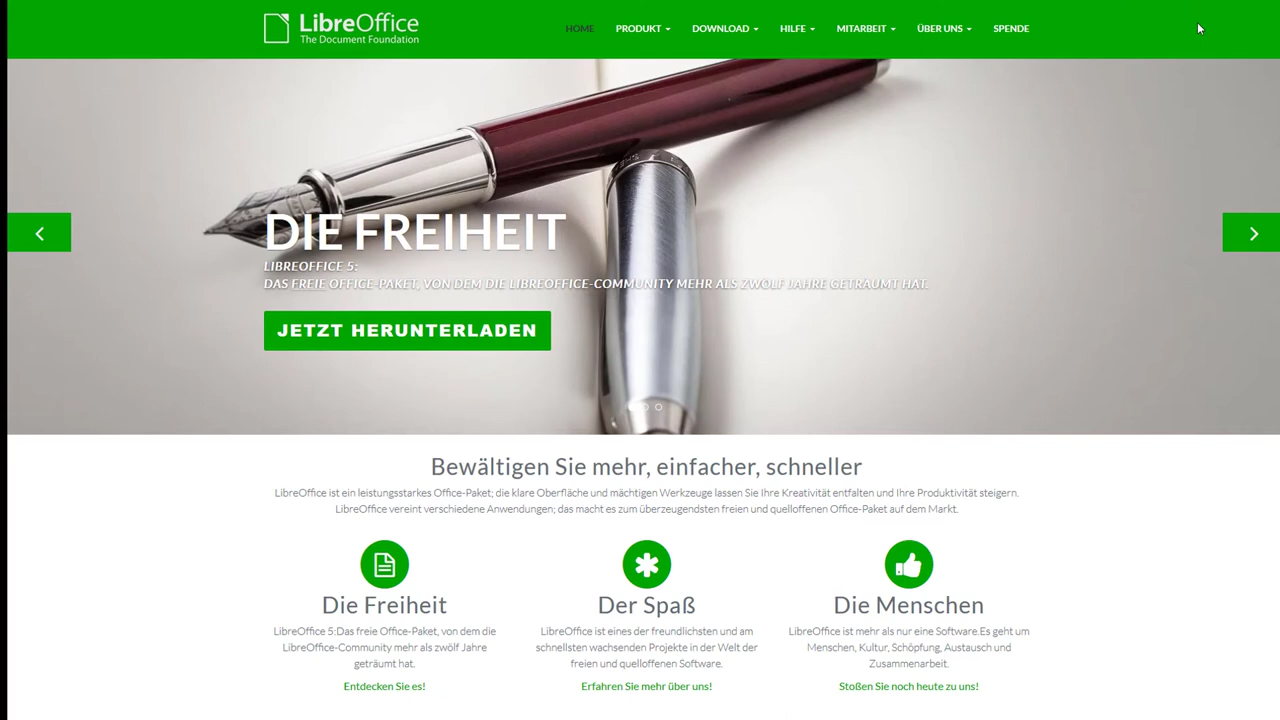 LibreOffice
The Document Foundation
HOME PRODUKT DOWNLOAD HILFE MITARBEIT ÜBER UNS SPENDE
DIE FREIHEIT
LIBREOFFICE 5:
DAS FREIE OFFICE-PAKET, VON DEM DIE LIBREOFFICE-COMMUNITY MEHR ALS ZWÖLF JAHRE GETRÄUMT HAT.
JETZT HERUNTERLADEN
Bewältigen Sie mehr, einfacher, schneller
LibreOffice ist ein leistungsstarkes Office-Paket; die klare Oberfläche und mächtigen Werkzeuge lassen Sie Ihre Kreativität entfalten und Ihre Produktivität steigern.
LibreOffice vereint verschiedene Anwendungen; das macht es zum überzeugendsten freien und quelloffenen Office-Paket auf dem Markt.
Die Freiheit
LibreOffice 5:Das freie Office-Paket, von dem die
LibreOffice-Community mehr als zwölf Jahre
geträumt hat.
Entdecken Sie es!
Der Spaß
LibreOffice ist eines der freundlichsten und am
schnellsten wachsenden Projekte in der Welt der
freien und quelloffenen Software.
Erfahren Sie mehr über uns!
Die Menschen
LibreOffice ist mehr als nur eine Software.Es geht um
Menschen, Kultur, Schöpfung, Austausch und
Zusammenarbeit.
Stoßen Sie noch heute zu uns!